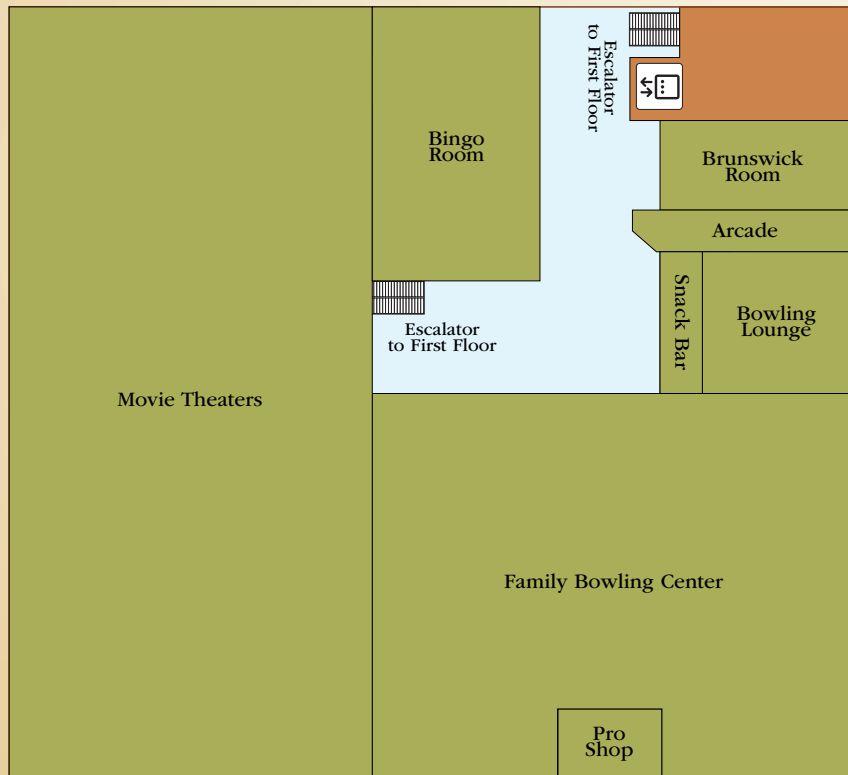 Escalator
to First Floor
Bingo
Room
Brunswick
Room
Arcade
Snack Bar
Bowling
Lounge
Escalator
to First Floor
Movie Theaters
Family Bowling Center
Pro
Shop